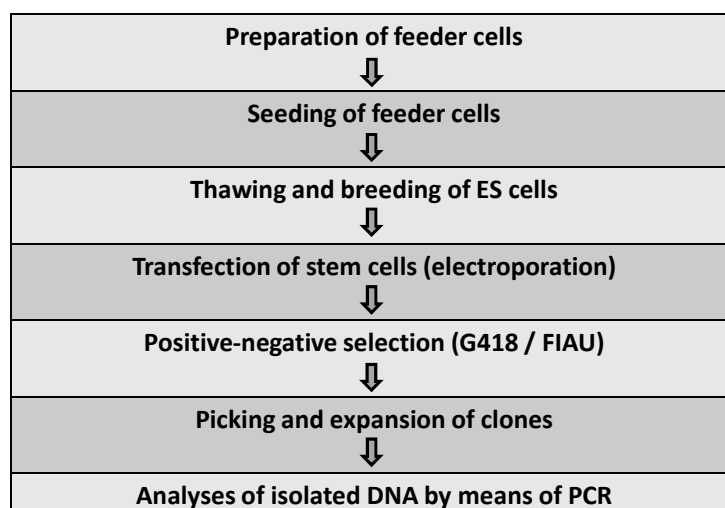 Preparation of feeder cells
Seeding of feeder cells
Thawing and breeding of ES cells
Transfection of stem cells (electroporation)
Positive-negative selection (G418 / FIAU)
Picking and expansion of clones
Analyses of isolated DNA by means of PCR